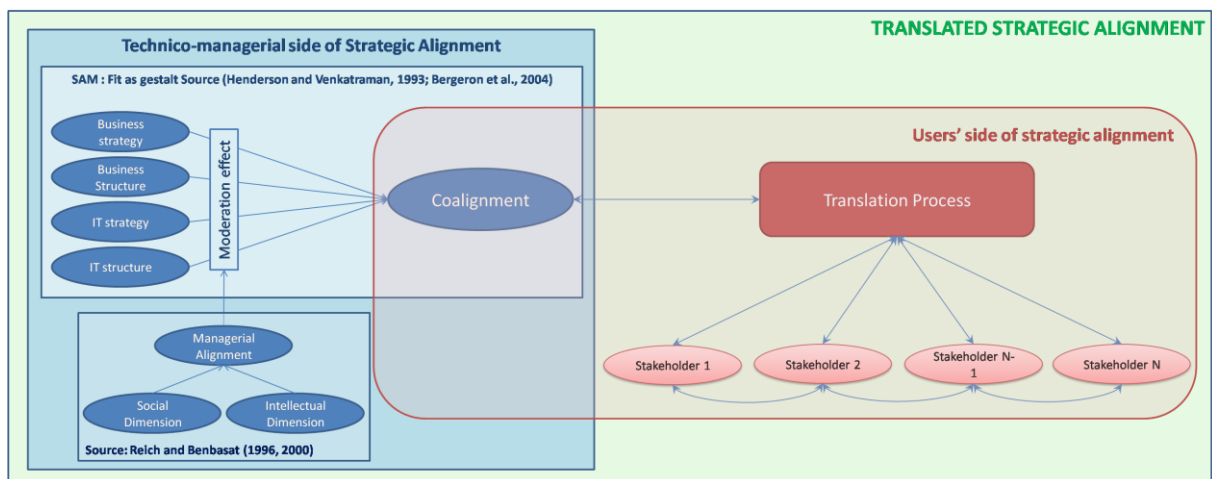 TRANSLATED STRATEGIC ALIGNMENT
Technico-managerial side of Strategic Alignment
SAM : Fit as gestalt Source (Henderson and Venkatraman, 1993; Bergeron et al., 2004)
Business
strategy
Business
Structure
IT strategy
IT structure
Moderation effect
Coalignment
Users' side of strategic alignment
Translation Process
Stakeholder 1
Stakeholder 2
Stakeholder N-
1
Stakeholder N
Managerial
Alignment
Social
Dimension
Intellectual
Dimension
Source: Reich and Benbasat (1996, 2000)